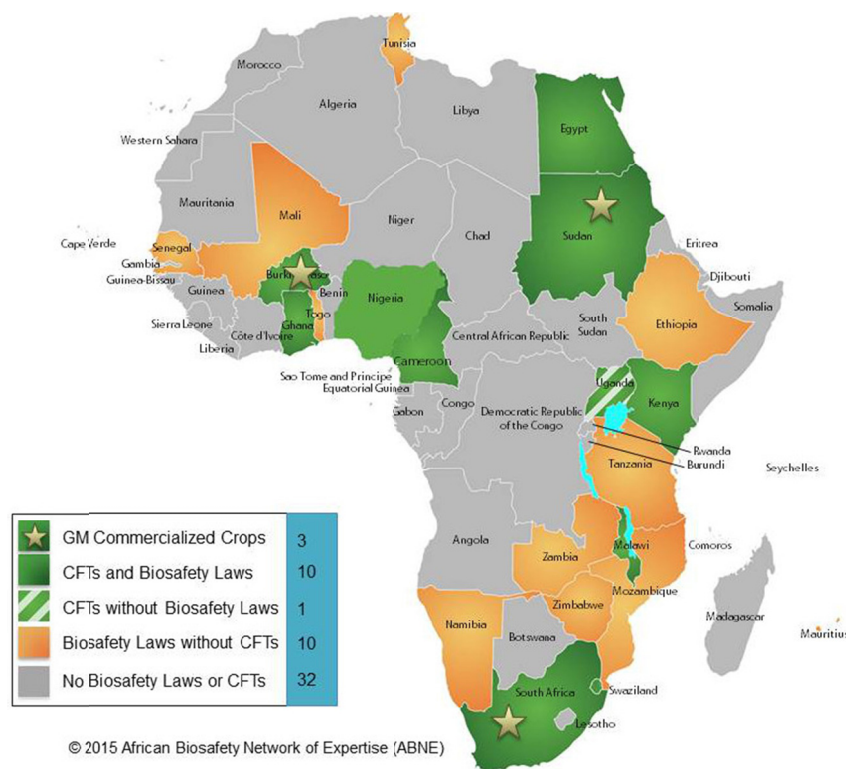 Tunisia
Morocco
Algeria
Libya
Egypt
Western Sahara
Mauritania
Mali
Niger
Chad
Sudan
Eritrea
Cape Verde
Senegal
Gambia
Guinea-Bissau
Guinea
Burkina Faso
Benin
Nigeria
Djibouti
Somalia
Sierra Leone
Côte d'Ivoire
Ghana
Togo
Liberia
Central African Republic
South
Sudan
Ethiopia
Cameroon
Sao Tome and Principe
Equatorial Guinea
Uganda
Kenya
Gabon
Congo
Democratic Republic
of the Congo
Rwanda
Burundi
Tanzania
Seychelles
Angola
Zambia
Malawi
Comoros
Mozambique
Zimbabwe
Namibia
Botswana
Madagascar
Mauritius
South Africa
Swaziland
Lesotho
GM Commercialized Crops 3
CFTs and Biosafety Laws 10
CFTs without Biosafety Laws 1
Biosafety Laws without CFTs 10
No Biosafety Laws or CFTs 32
© 2015 African Biosafety Network of Expertise (ABNE)